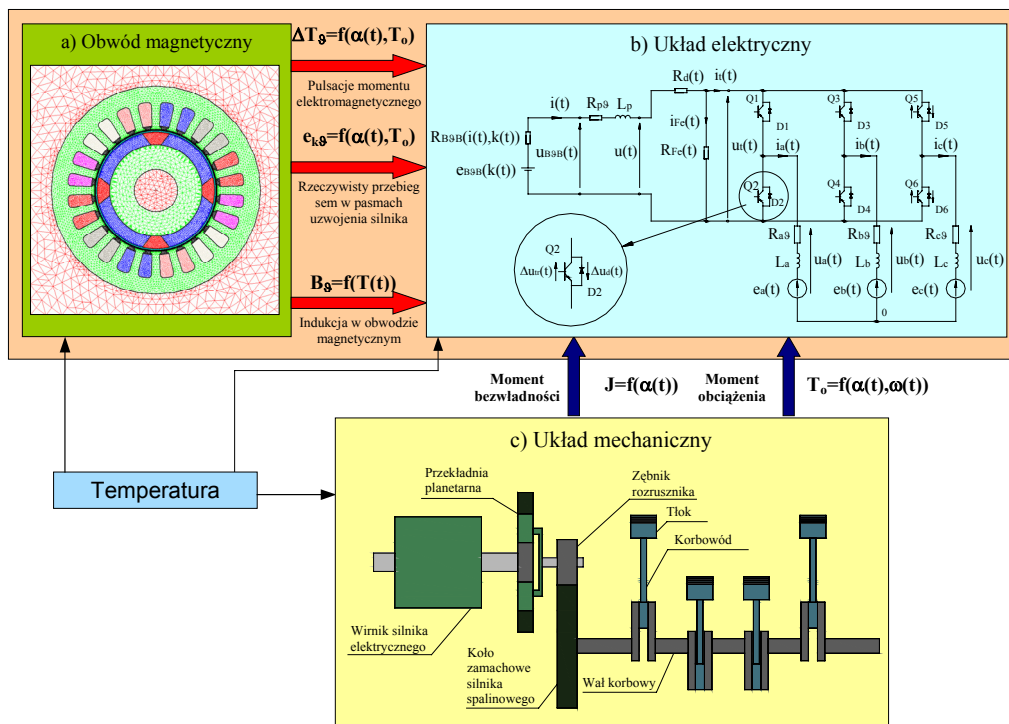 a) Obwód magnetyczny
ΔTϑ=f(α(t),To)
Pulsacje momentu
elektromagnetycznego
ekϑ=f(α(t),To)
Rzeczywisty przebieg
sem w pasmach
uzwojenia silnika
Bϑ=f(T(t))
Indukcja w obwodzie
magnetycznym
b) Układ elektryczny
Rd(t)
i(t)
Q1
Q3
Q5
i(t)
Rpϑ
Lp
D1
D3
D5
iFe(t)
RBϑB(i(t),k(t))
uBϑB(t)
u(t)
RFe(t)
ut(t)
ia(t)
ib(t)
ic(t)
eBϑB(k(t))
Q2
Q4
Q6
D2
D4
D6
Raϑ
Rbϑ
Rcϑ
Q2
Δutr(t)
Δud(t)
D2
La
ua(t)
Lb
ub(t)
Lc
uc(t)
ea(t)
eb(t)
ec(t)
0
Moment
bezwładności
J=f(α(t))
Moment
obciążenia
To=f(α(t),ω(t))
Temperatura
c) Układ mechaniczny
Przekładnia
planetarna
Zębnik
rozrusznika
Tłok
Korbowód
Wirnik silnika
elektrycznego
Koło
zamachowe
silnika
spalinowego
Wał korbowy